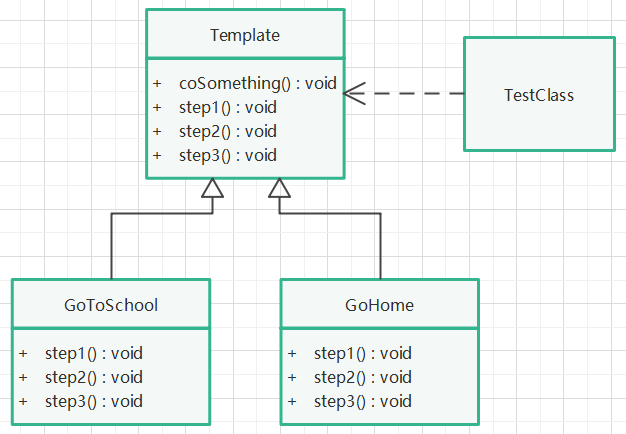 Template
+ coSomething() : void
+ step1() : void
+ step2() : void
+ step3() : void
TestClass
GoToSchool
+ step1() : void
+ step2() : void
+ step3() : void
GoHome
+ step1() : void
+ step2() : void
+ step3() : void